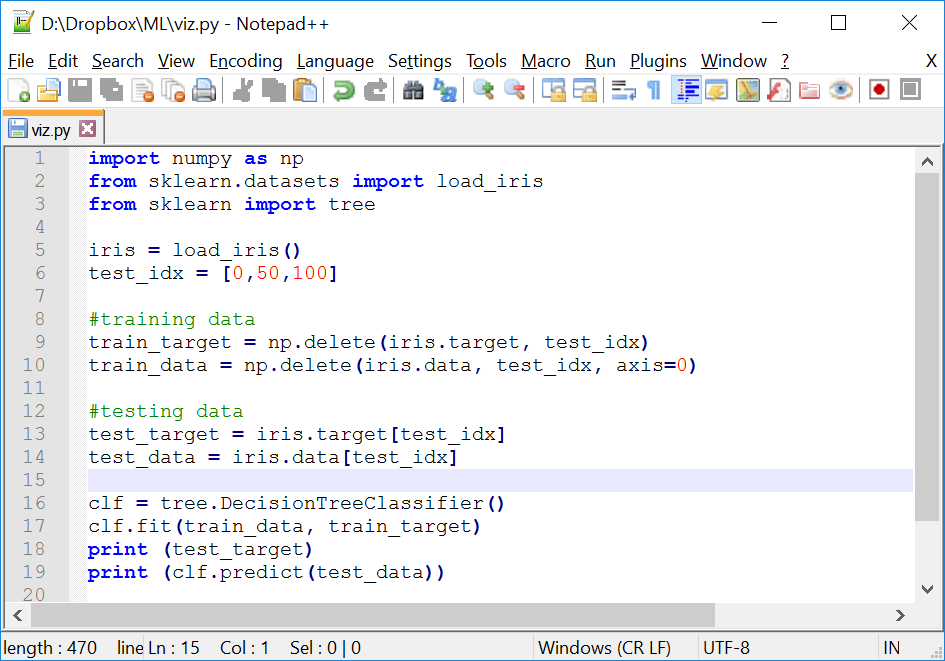 D:\Dropbox\ML\viz.py - Notepad++
File Edit Search View Encoding Language Settings Tools Macro Run Plugins Window ? X
viz.py
1 import numpy as np
2 from sklearn.datasets import load_iris
3 from sklearn import tree
4
5 iris = load_iris()
6 test_idx = [0,50,100]
7
8 #training data
9 train_target = np.delete(iris.target, test_idx)
10 train_data = np.delete(iris.data, test_idx, axis=0)
11
12 #testing data
13 test_target = iris.target[test_idx]
14 test_data = iris.data[test_idx]
15
16 clf = tree.DecisionTreeClassifier()
17 clf.fit(train_data, train_target)
18 print (test_target)
19 print (clf.predict(test_data))
20
length : 470 line Ln : 15 Col : 1 Sel : 0 | 0 Windows (CR LF) UTF-8 IN